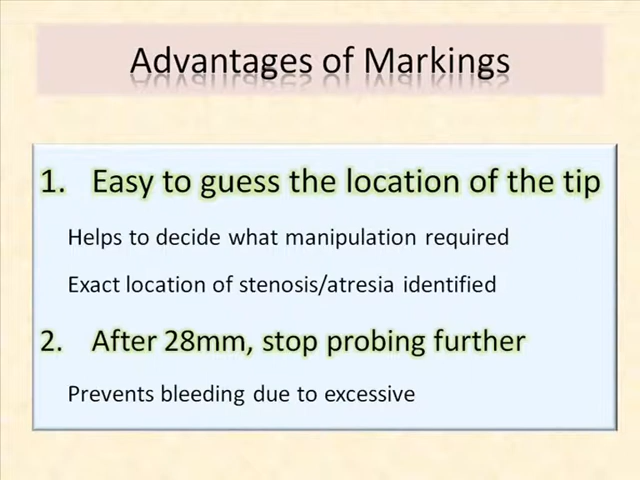 Advantages of Markings
1. Easy to guess the location of the tip
Helps to decide what manipulation required
Exact location of stenosis/atresia identified
2. After 28mm, stop probing further
Prevents bleeding due to excessive